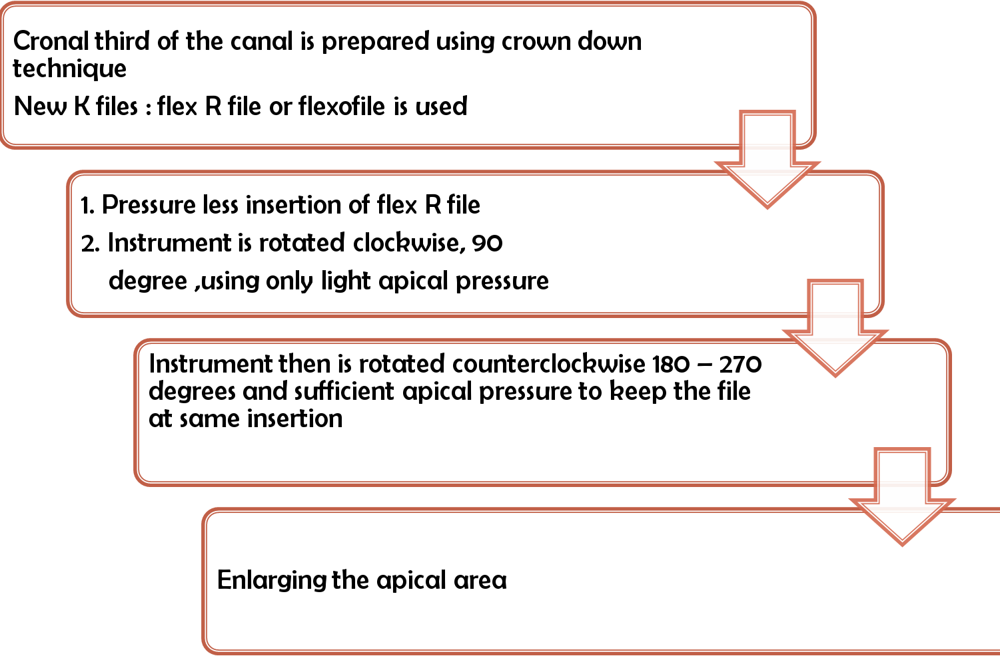 Cronal third of the canal is prepared using crown down
technique
New K files : flex R file or flexofile is used
1. Pressure less insertion of flex R file
2. Instrument is rotated clockwise, 90
degree ,using only light apical pressure
Instrument then is rotated counterclockwise 180 – 270
degrees and sufficient apical pressure to keep the file
at same insertion
Enlarging the apical area